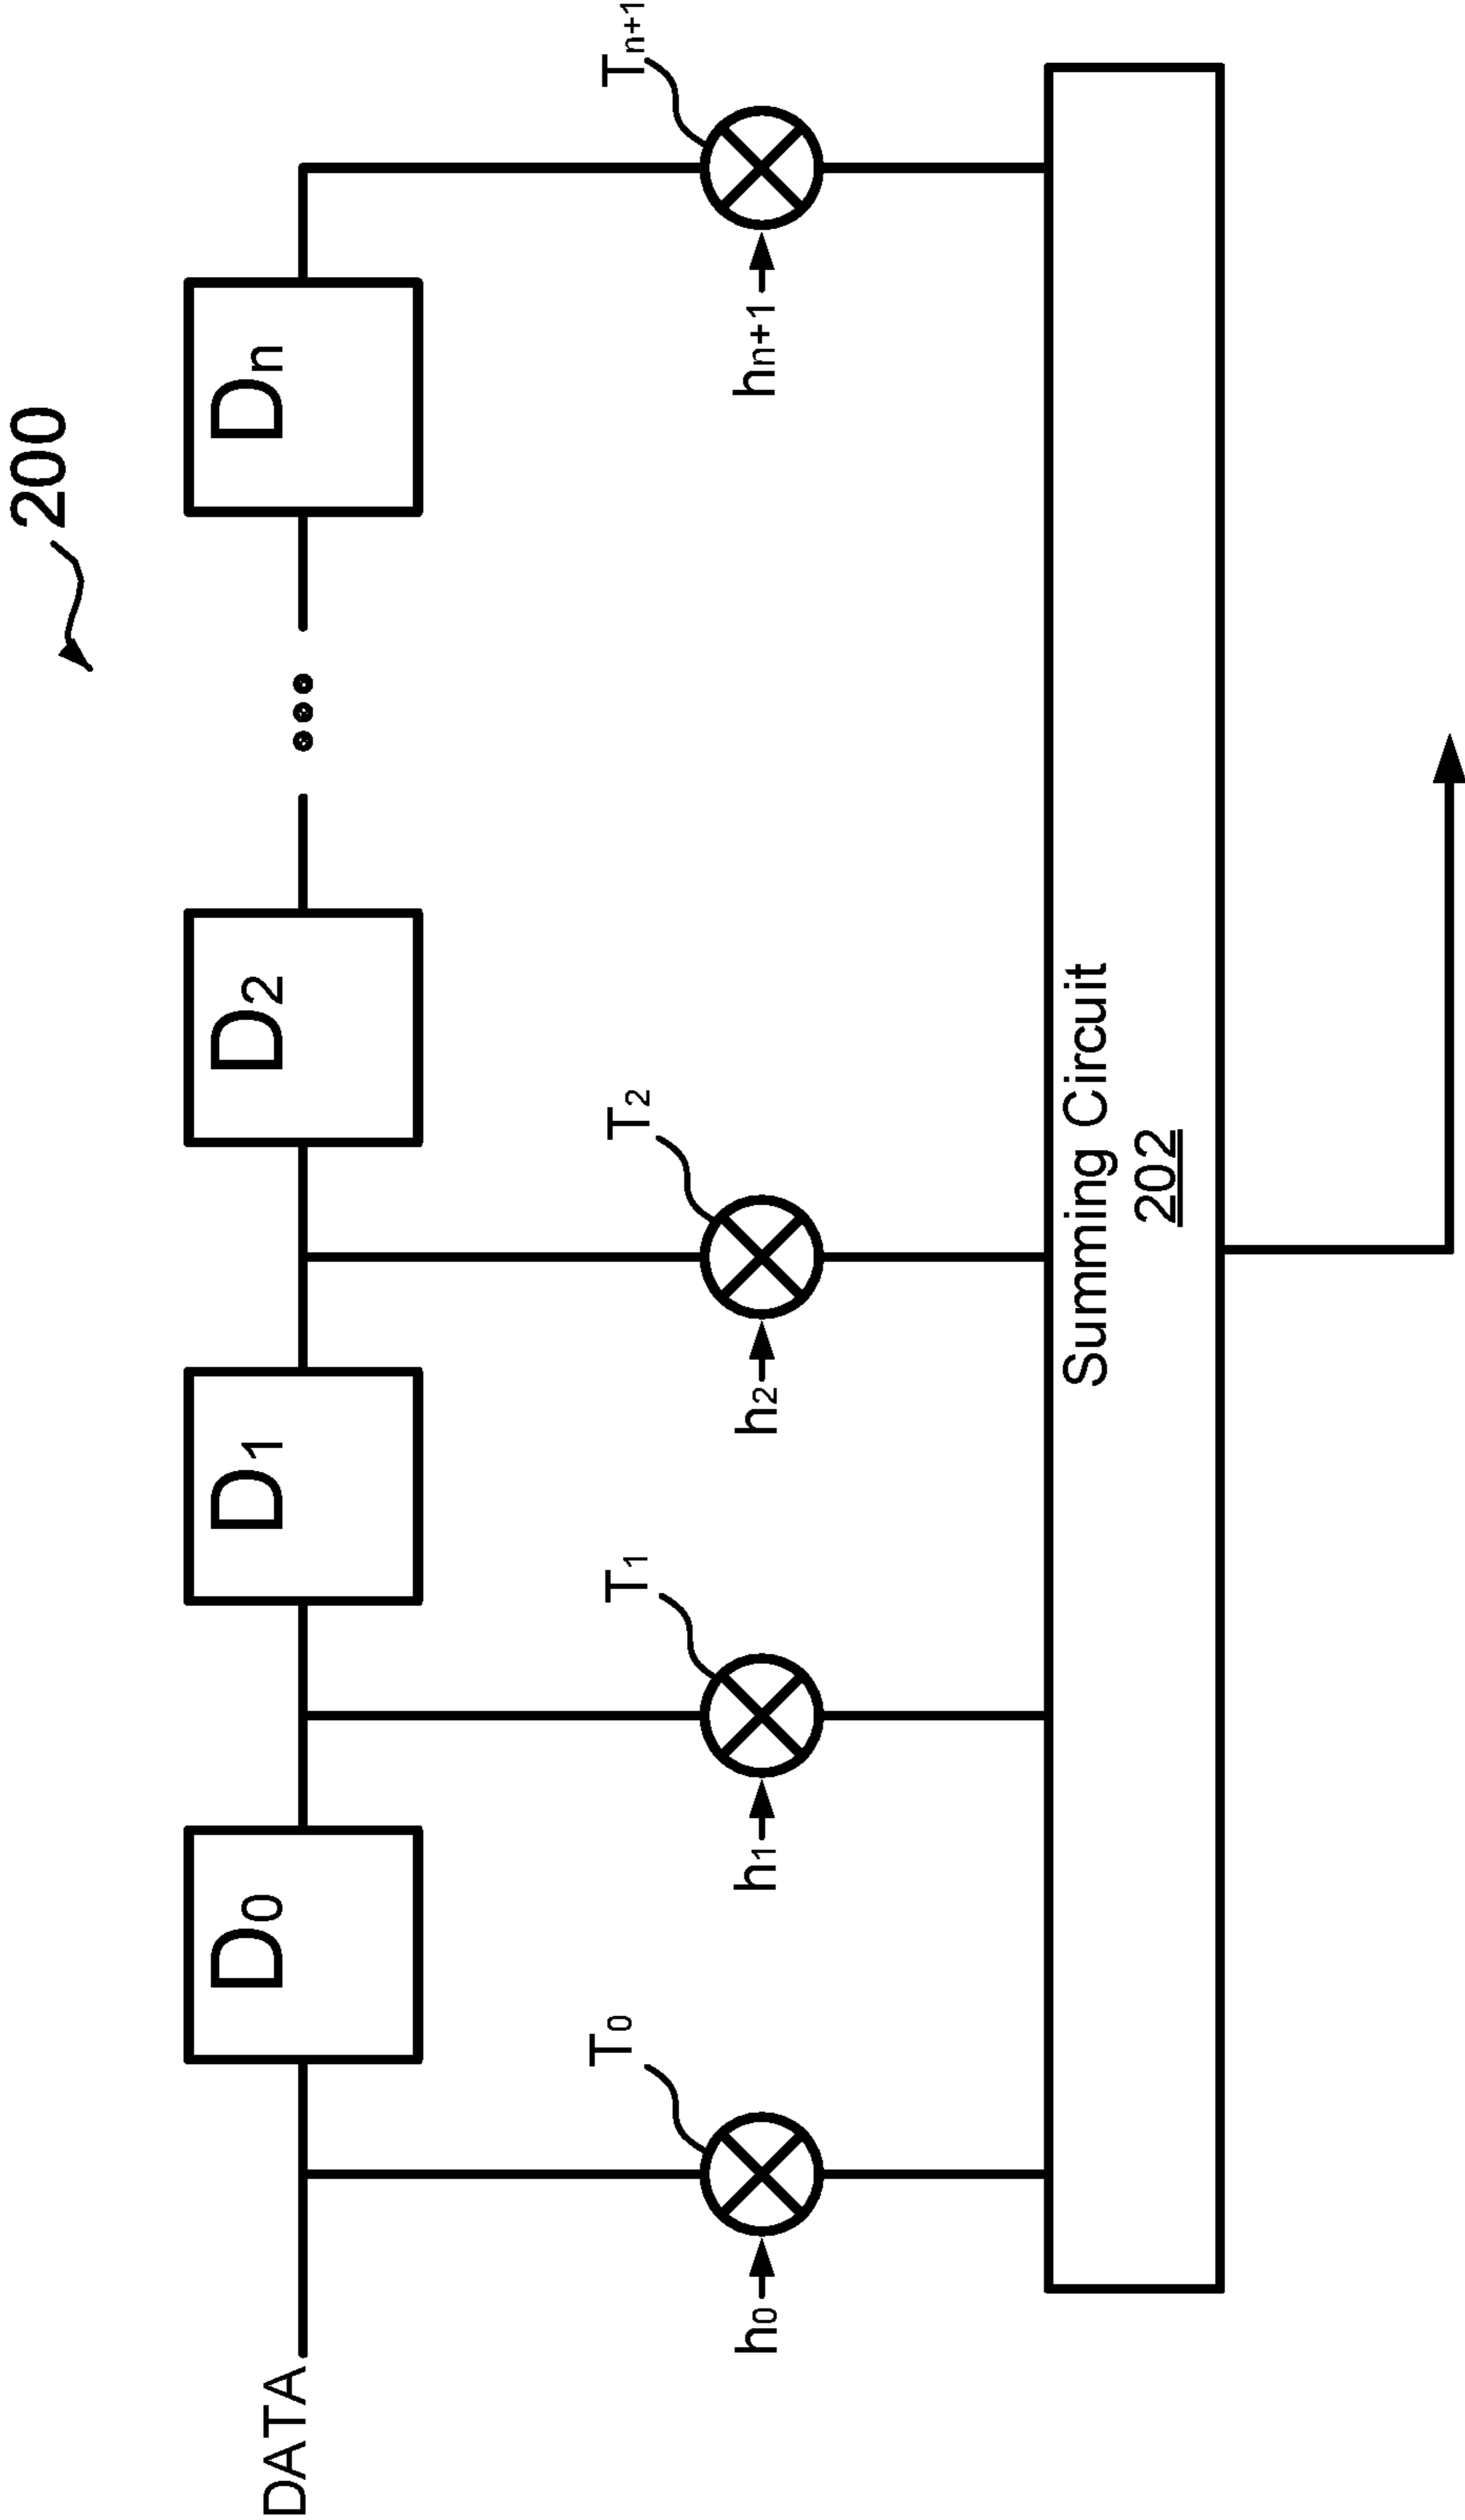 200
DATA
D0
D1
D2
Dn
T0
T1
T2
Tn+1
h0
h1
h2
hn+1
Summing Circuit
202